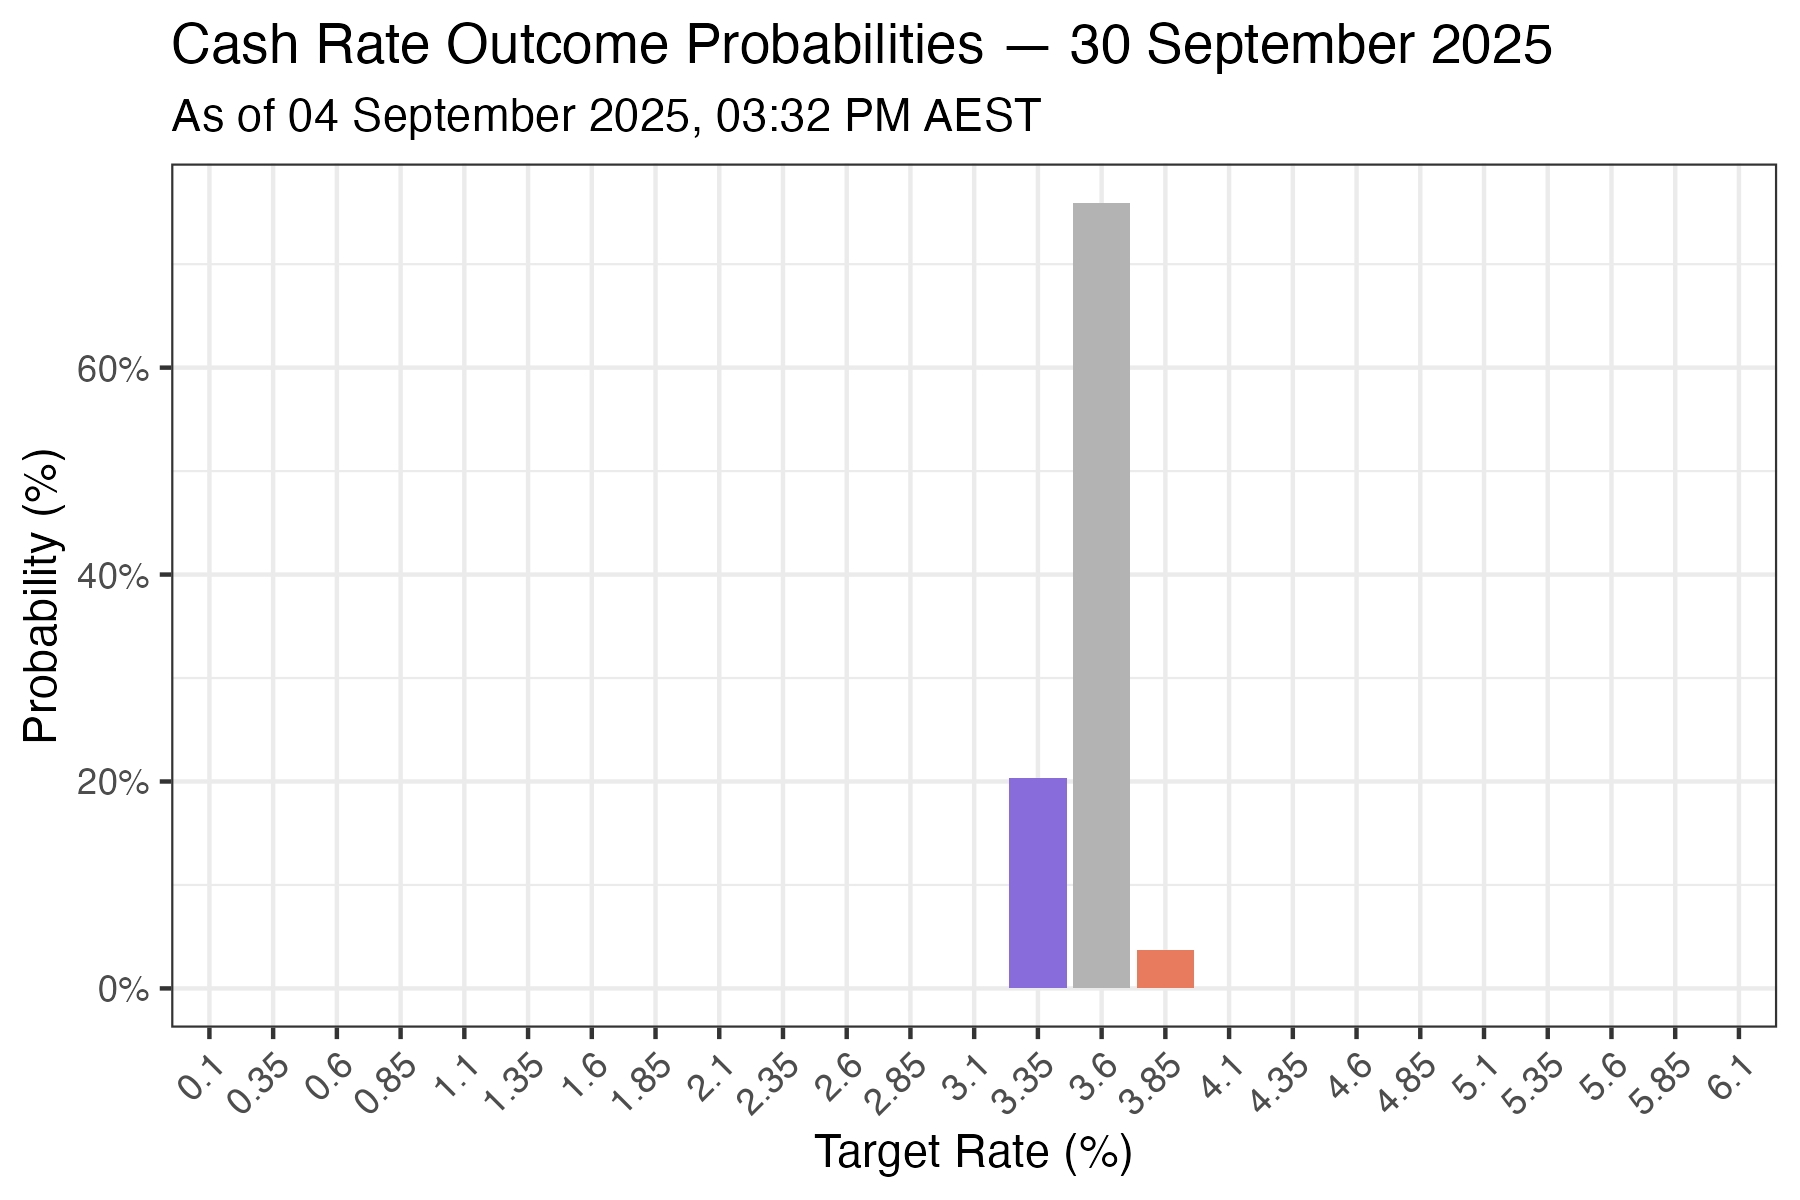 Cash Rate Outcome Probabilities — 30 September 2025
As of 04 September 2025, 03:32 PM AEST
Probability (%)
60%
40%
20%
0%
0.1 0.35 0.6 0.85 1.1 1.35 1.6 1.85 2.1 2.35 2.6 2.85 3.1 3.35 3.6 3.85 4.1 4.35 4.6 4.85 5.1 5.35 5.6 5.85 6.1
Target Rate (%)